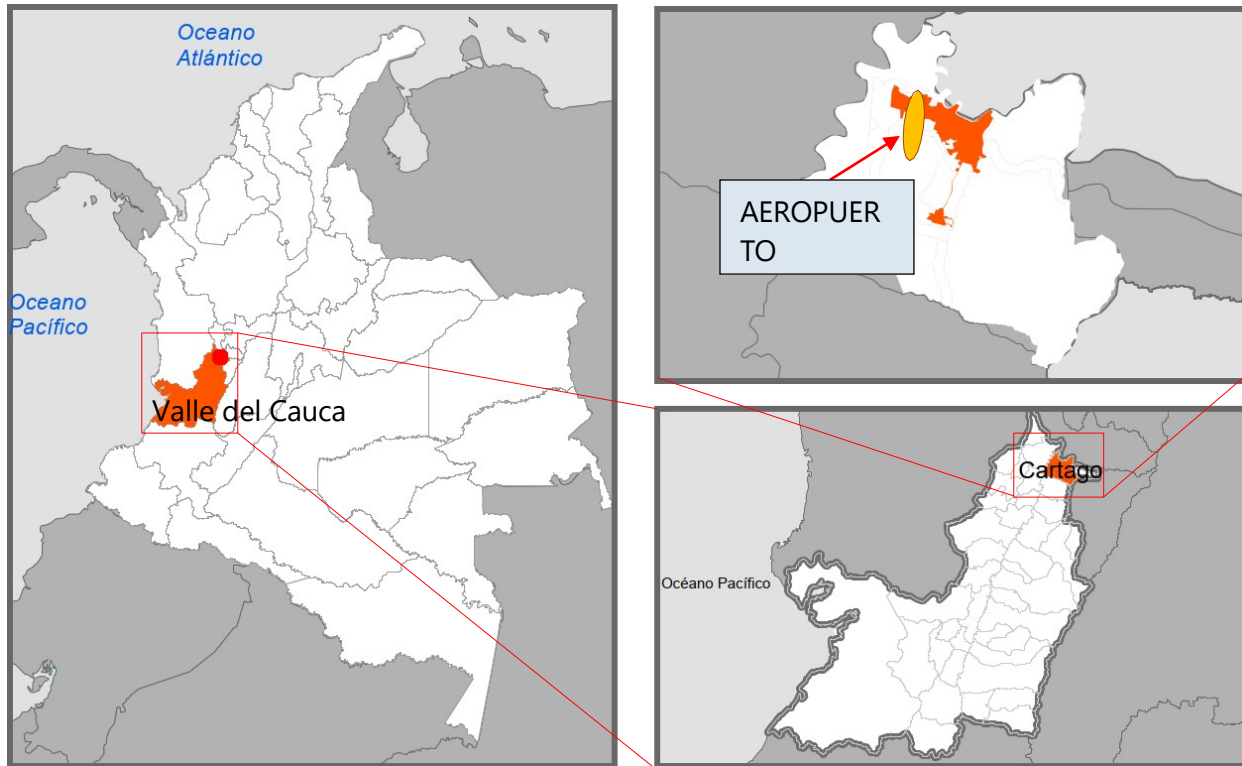 Oceano
Atlántico
Oceano
Pacífico
Valle del Cauca
AEROPUER
TO
Cartago
Océano Pacífico